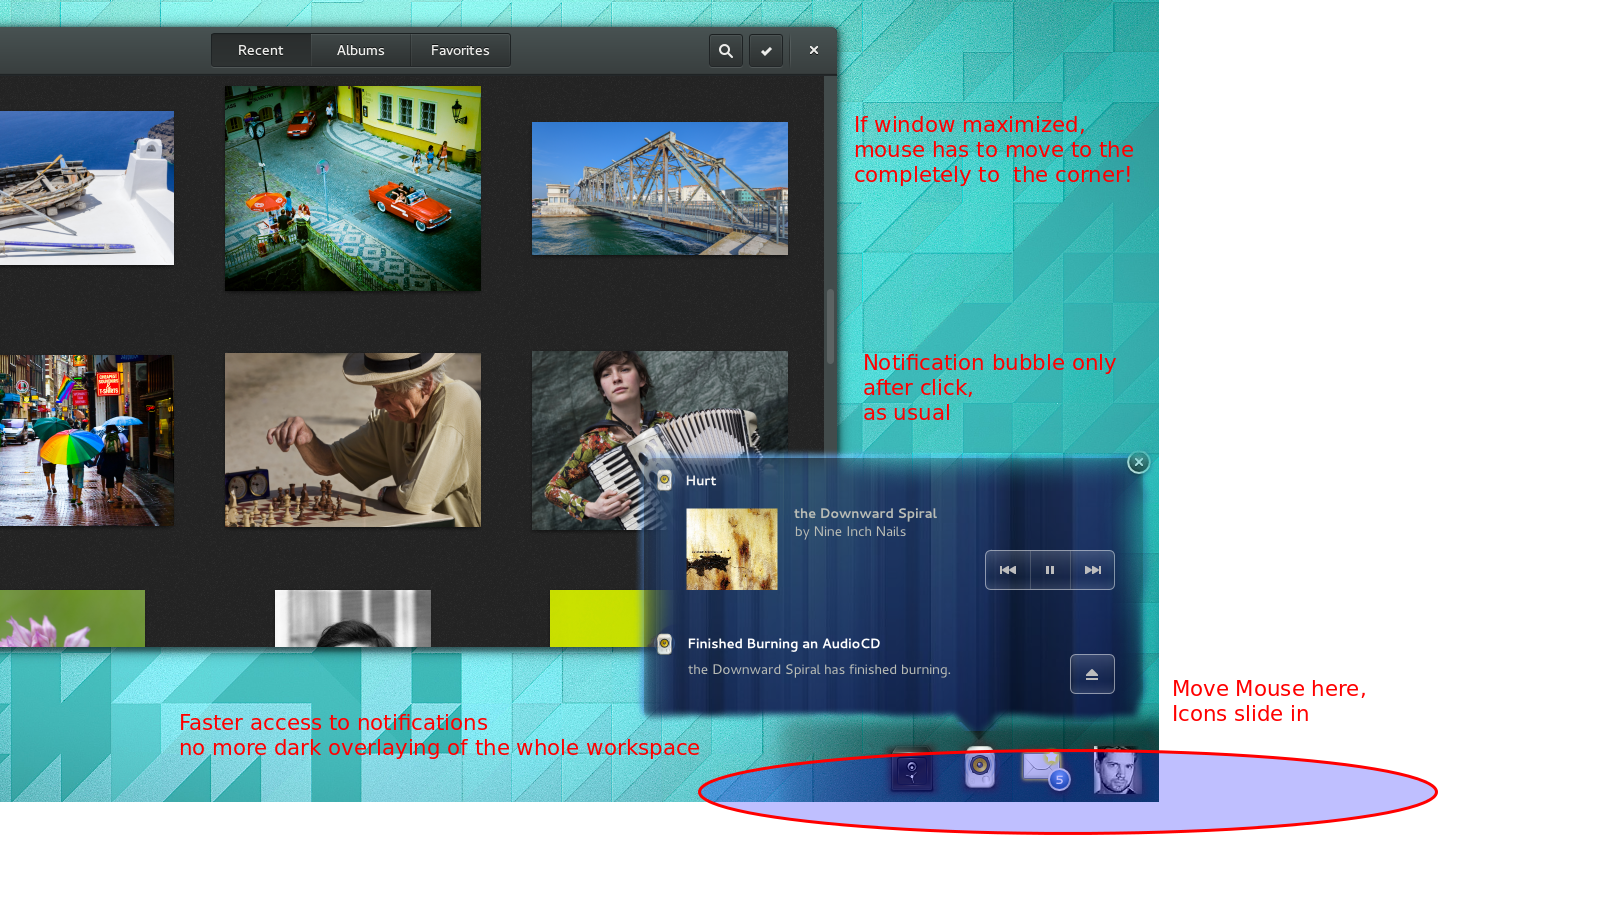 Recent
Albums
Favorites
If window maximized,
mouse has to move to the
completely to  the corner!
Notification bubble only
after click,
as usual
Hurt
the Downward Spiral
by Nine Inch Nails
Finished Burning an AudioCD
the Downward Spiral has finished burning.
Move Mouse here,
Icons slide in
Faster access to notifications
no more dark overlaying of the whole workspace
5